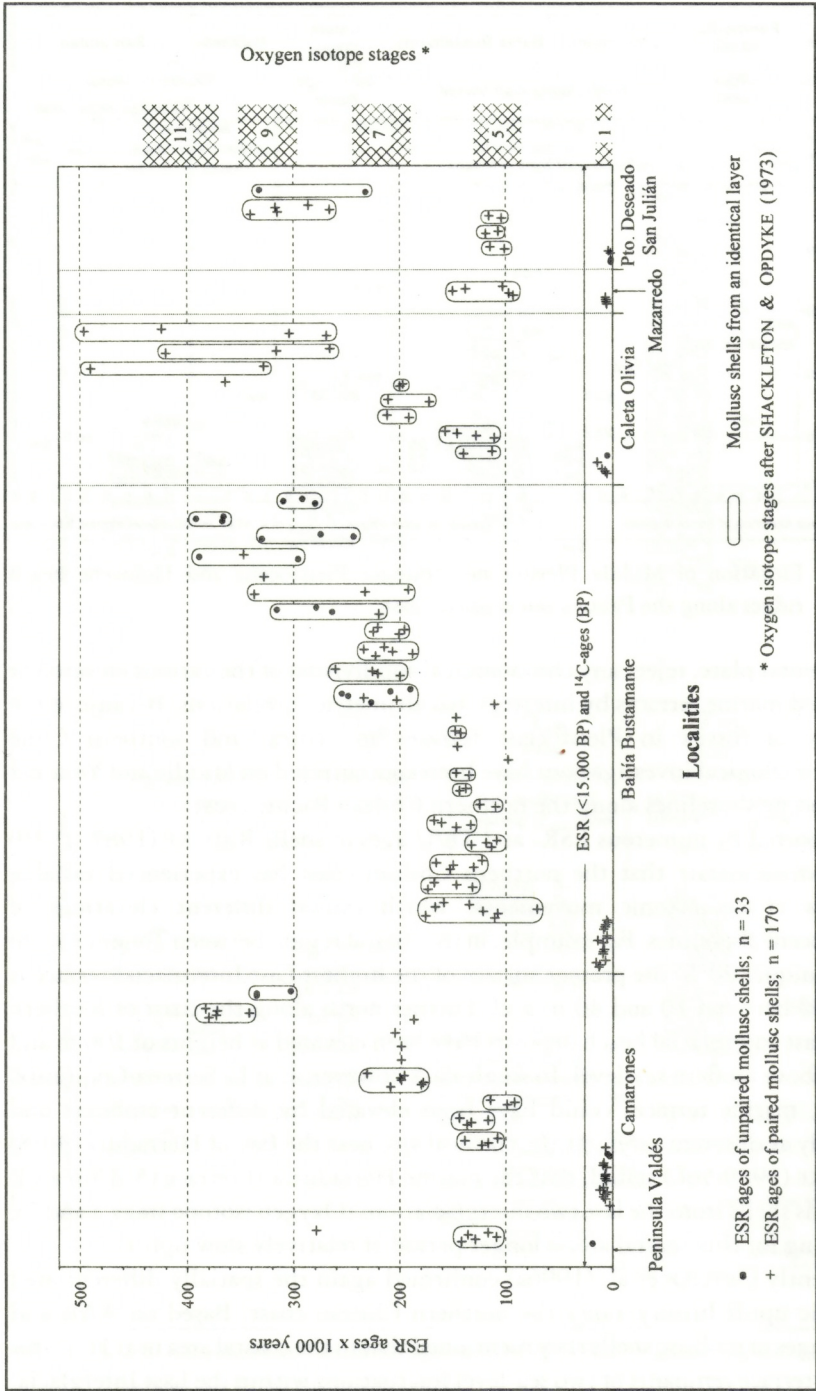 Oxygen isotope stages *
11
9
7
5
1
ESR ages x 1000 years
500
400
300
200
100
0
ESR (<15.000 BP) and ¹⁴C-ages (BP)
Peninsula Valdés
Camarones
Bahía Bustamante
Caleta Olivia
Mazarredo
Pto. Deseado
San Julián
Localities
• ESR ages of unpaired mollusc shells; n = 33
+ ESR ages of paired mollusc shells; n = 170
Mollusc shells from an identical layer
* Oxygen isotope stages after SHACKLETON & OPDYKE (1973)